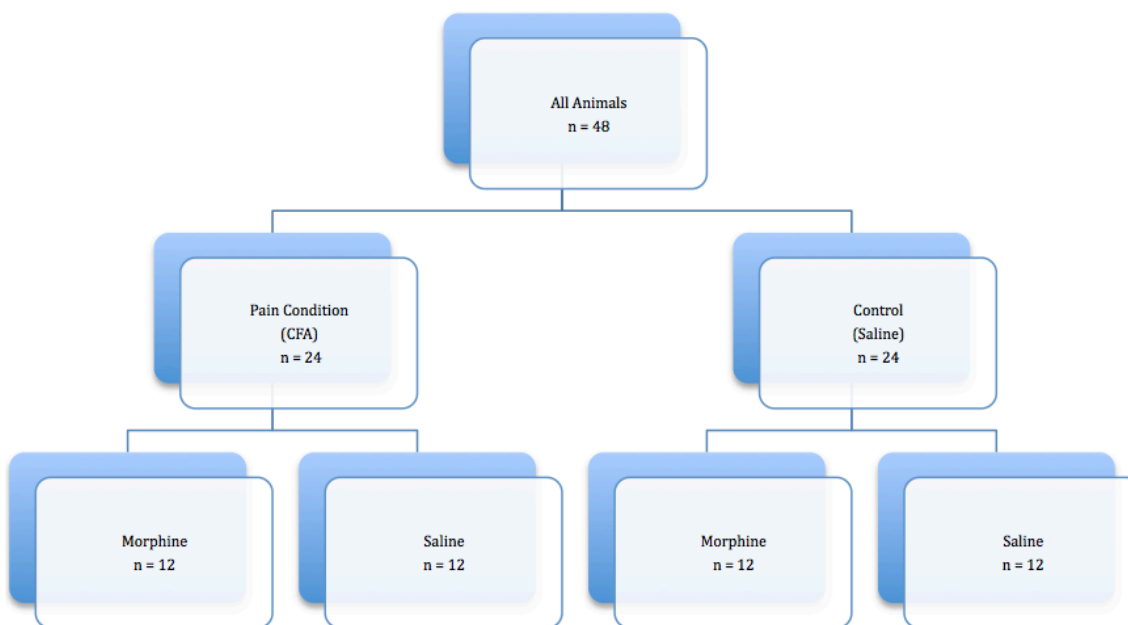 All Animals
n = 48
Pain Condition
(CFA)
n = 24
Control
(Saline)
n = 24
Morphine
n = 12
Saline
n = 12
Morphine
n = 12
Saline
n = 12